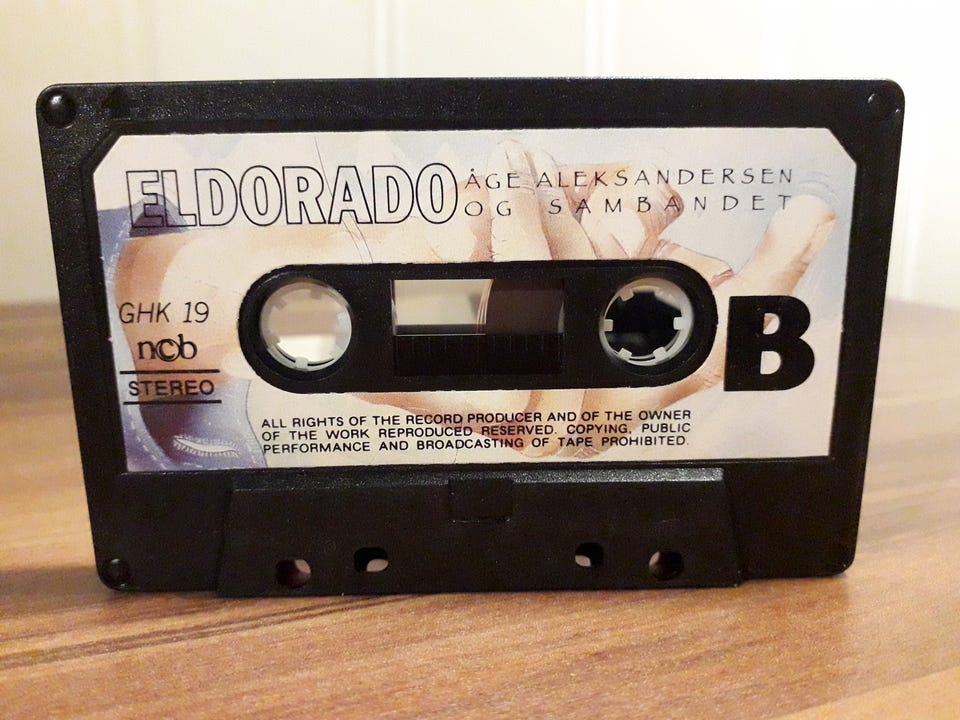 ELDORADO
ÅGE ALEKSANDERSEN
OG SAMBANDET
GHK 19
ncb
STEREO
B
ALL RIGHTS OF THE RECORD PRODUCER AND OF THE OWNER
OF THE WORK REPRODUCED RESERVED. COPYING, PUBLIC
PERFORMANCE AND BROADCASTING OF TAPE PROHIBITED.